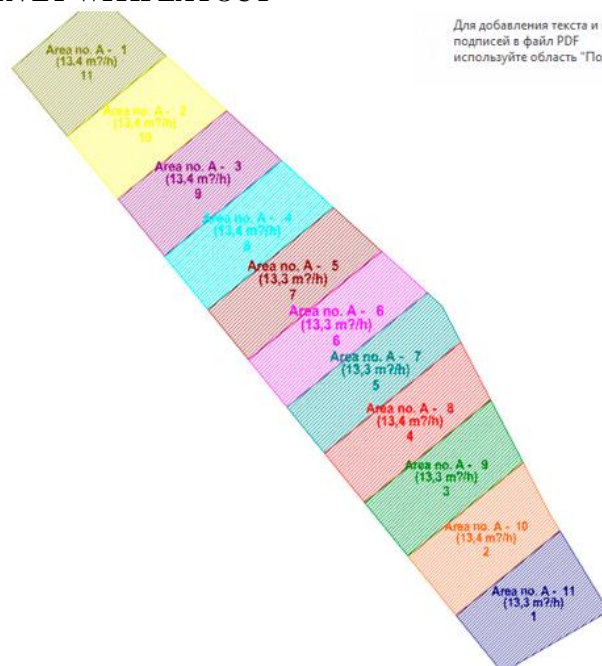 Для добавления текста и
подписей в файл PDF
используйте область "По
Area no. A - 1
(13,4 m?/h)
11
Area no. A - 2
(13,4 m?/h)
10
Area no. A - 3
(13,4 m?/h)
9
Area no. A - 4
(13,4 m?/h)
8
Area no. A - 5
(13,3 m?/h)
7
Area no. A - 6
(13,3 m?/h)
6
Area no. A - 7
(13,3 m?/h)
5
Area no. A - 8
(13,4 m?/h)
4
Area no. A - 9
(13,3 m?/h)
3
Area no. A - 10
(13,4 m?/h)
2
Area no. A - 11
(13,3 m?/h)
1